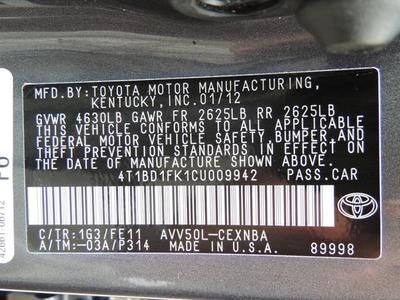 MFD.BY:TOYOTA MOTOR MANUFACTURING,
KENTUCKY,INC.01/12
GVWR 4630LB GAWR FR 2625LB RR 2625LB
THIS VEHICLE CONFORMS TO ALL APPLICABLE
FEDERAL MOTOR VEHICLE SAFETY,BUMPER,AND
THEFT PREVENTION STANDARDS IN EFFECT ON
THE DATE OF MANUFACTURE SHOWN ABOVE.
4T1BD1FK1CU009942 PASS.CAR
C/TR:1G3/FE11 AVV50L-CEXNBA
A/TM:-03A/P314 MADE IN U.S.A. 89998
42661-06712